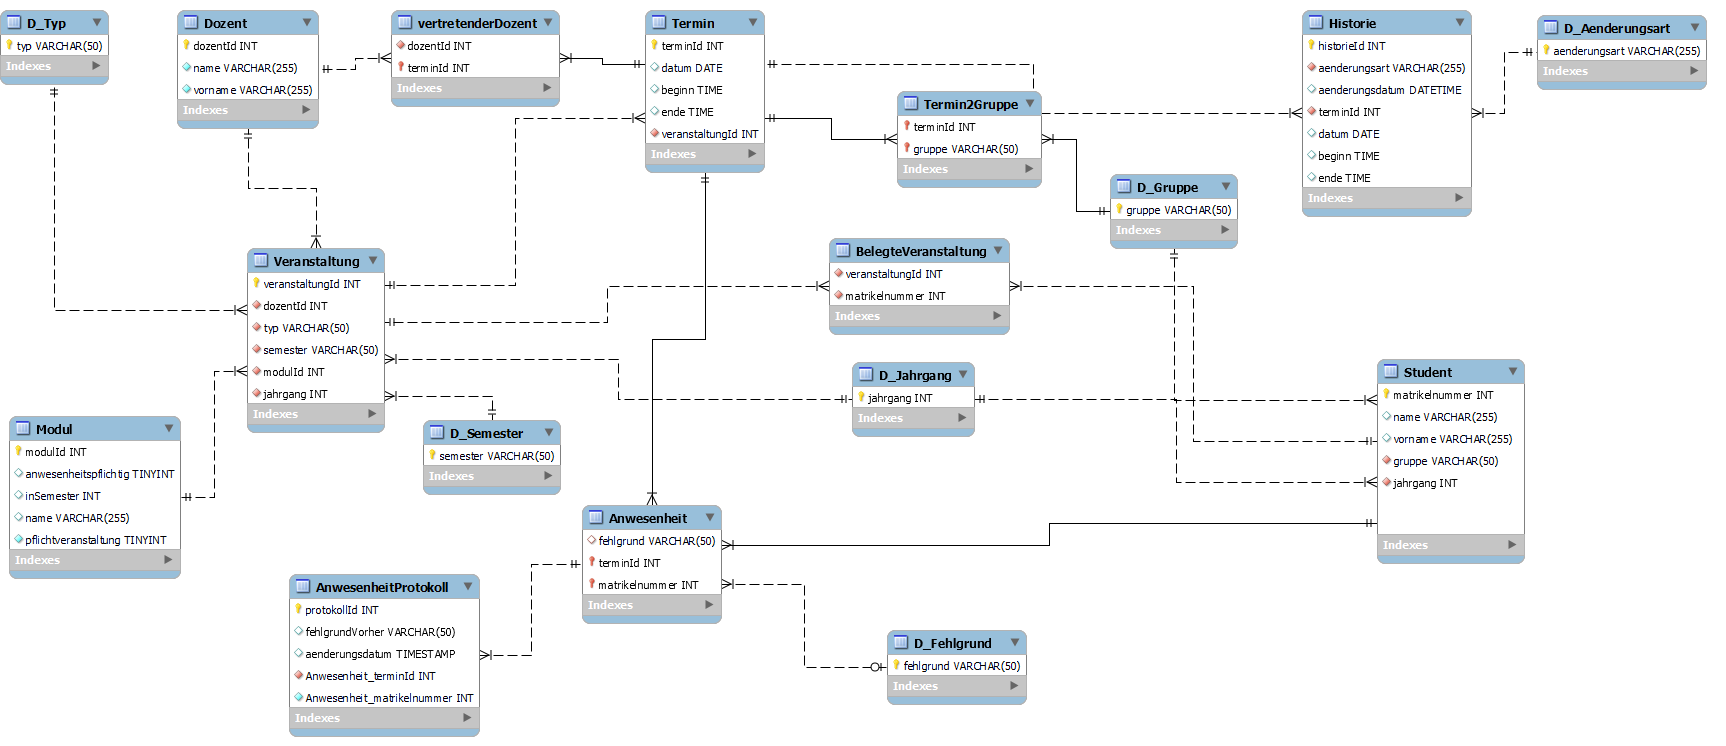 D_Typ
typ VARCHAR(50)
Indexes
Dozent
dozentId INT
name VARCHAR(255)
vorname VARCHAR(255)
Indexes
vertretenderDozent
dozentId INT
terminId INT
Indexes
Termin
terminId INT
datum DATE
beginn TIME
ende TIME
veranstaltungId INT
Indexes
Termin2Gruppe
terminId INT
gruppe VARCHAR(50)
Indexes
Historie
historieId INT
aenderungsart VARCHAR(255)
aenderungsdatum DATETIME
terminId INT
datum DATE
beginn TIME
ende TIME
Indexes
D_Aenderungsart
aenderungsart VARCHAR(255)
Indexes
D_Gruppe
gruppe VARCHAR(50)
Indexes
Veranstaltung
veranstaltungId INT
dozentId INT
typ VARCHAR(50)
semester VARCHAR(50)
modulId INT
jahrgang INT
Indexes
BelegteVeranstaltung
veranstaltungId INT
matrikelnummer INT
Indexes
D_Jahrgang
jahrgang INT
Indexes
Student
matrikelnummer INT
name VARCHAR(255)
vorname VARCHAR(255)
gruppe VARCHAR(50)
jahrgang INT
Indexes
Modul
modulId INT
anwesenheitspflichtig TINYINT
inSemester INT
name VARCHAR(255)
pflichtveranstaltung TINYINT
Indexes
D_Semester
semester VARCHAR(50)
Indexes
Anwesenheit
fehlgrund VARCHAR(50)
terminId INT
matrikelnummer INT
Indexes
AnwesenheitProtokoll
protokollId INT
fehlgrundVorher VARCHAR(50)
aenderungsdatum TIMESTAMP
Anwesenheit_terminId INT
Anwesenheit_matrikelnummer INT
Indexes
D_Fehlgrund
fehlgrund VARCHAR(50)
Indexes